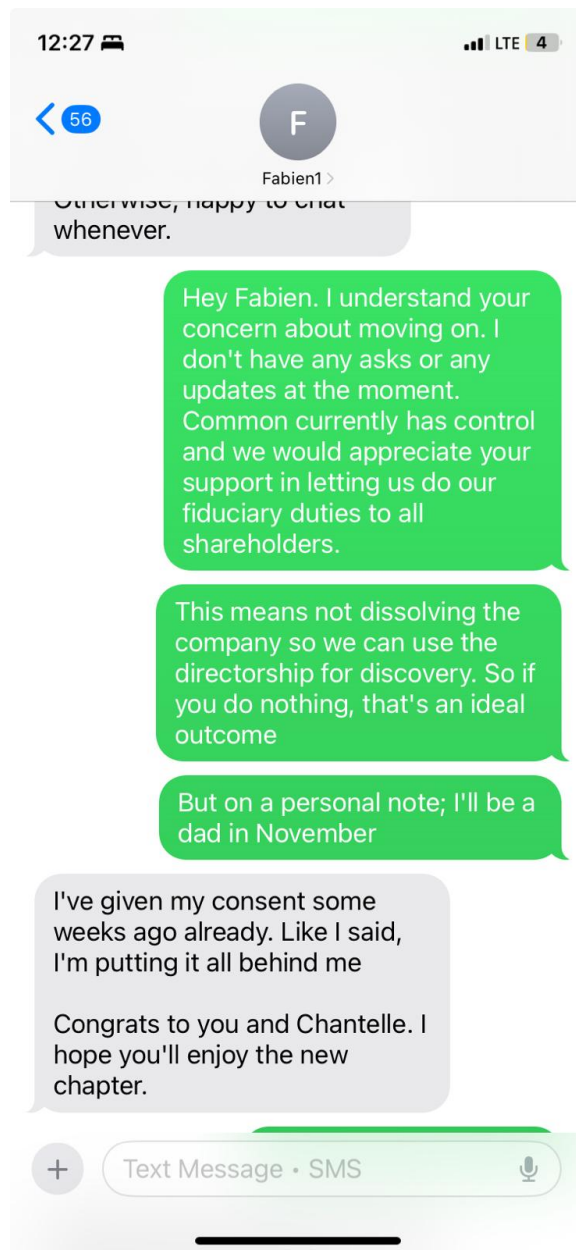 12:27
LTE 4
56
F
Fabien1
Otherwise, happy to chat
whenever.
Hey Fabien. I understand your
concern about moving on. I
don't have any asks or any
updates at the moment.
Common currently has control
and we would appreciate your
support in letting us do our
fiduciary duties to all
shareholders.
This means not dissolving the
company so we can use the
directorship for discovery. So if
you do nothing, that's an ideal
outcome
But on a personal note; I'll be a
dad in November
I've given my consent some
weeks ago already. Like I said,
I'm putting it all behind me
Congrats to you and Chantelle. I
hope you'll enjoy the new
chapter.
Text Message • SMS